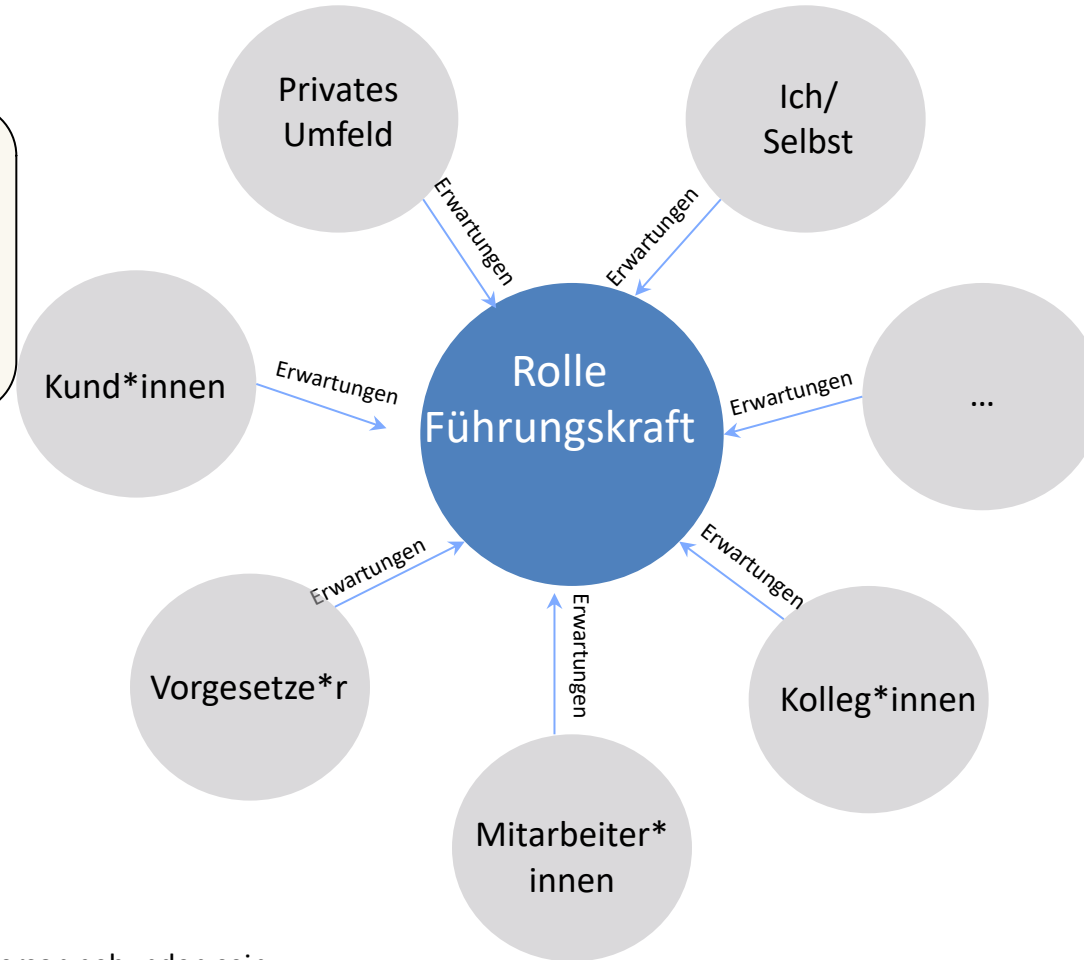 Privates
Umfeld
Ich/
Selbst
Erwartungen
Erwartungen
Kund*innen
Erwartungen
Rolle
Führungskraft
Erwartungen
...
Erwartungen
Erwartungen
Erwartungen
Vorgesetze*r
Kolleg*innen
Mitarbeiter*
innen